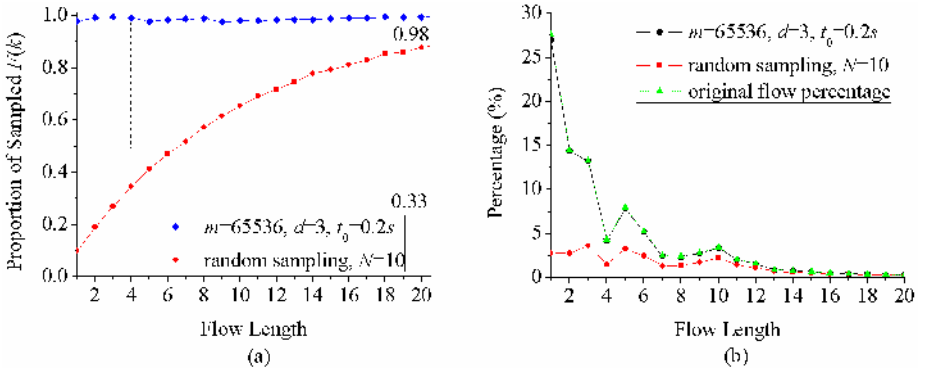 1.0
0.8
0.6
0.4
0.2
0.0
Proportion of Sampled F(k)
0.98
0.33
m=65536, d=3, t0=0.2s
random sampling, N=10
2 4 6 8 10 12 14 16 18 20
Flow Length
(a)
30
25
20
15
10
5
0
Percentage (%)
m=65536, d=3, t0=0.2s
random sampling, N=10
original flow percentage
2 4 6 8 10 12 14 16 18 20
Flow Length
(b)